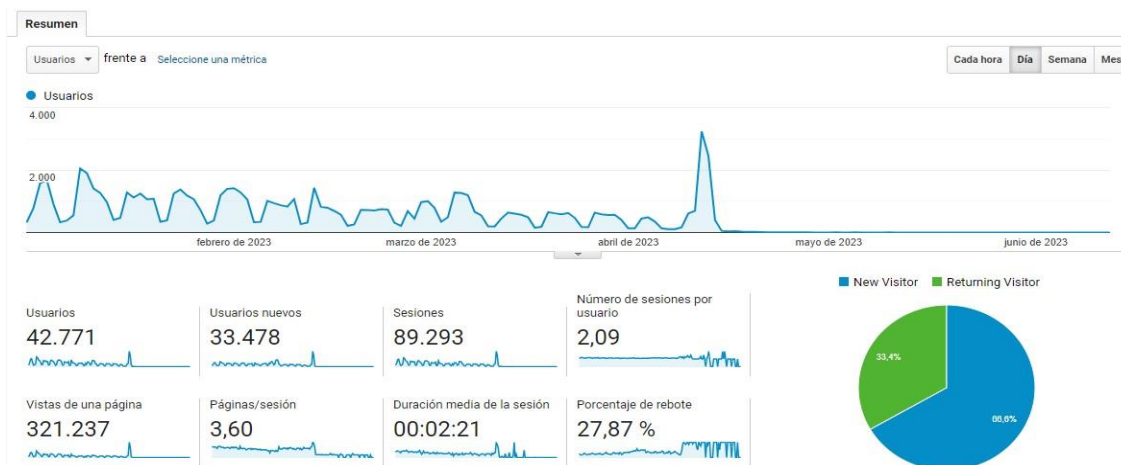 Resumen
Usuarios frente a Seleccione una métrica
Cada hora Día Semana Mes
Usuarios
4.000
2.000
febrero de 2023 marzo de 2023 abril de 2023 mayo de 2023 junio de 2023
New Visitor Returning Visitor
Usuarios
42.771
Usuarios nuevos
33.478
Sesiones
89.293
Número de sesiones por
usuario
2,09
Vistas de una página
321.237
Páginas/sesión
3,60
Duración media de la sesión
00:02:21
Porcentaje de rebote
27,87 %
33,4%
66,6%